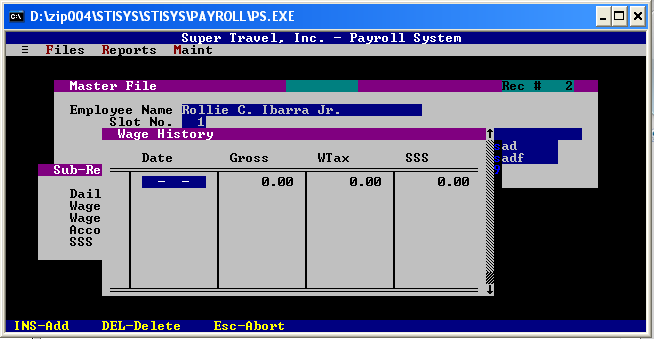 D:\zip004\STISYS\STISYS\PAYROLL\PS.EXE
Super Travel, Inc. - Payroll System
≡ Files Reports Maint
Master File Rec # 2
Employee Name Rollie C. Ibarra Jr.
Slot No. 1
Wage History
ad
Date Gross WTax SSS
adf
Sub-Re
- - 0.00 0.00 0.00
Dail
Wage
Wage
Acco
SSS
INS-Add DEL-Delete Esc-Abort